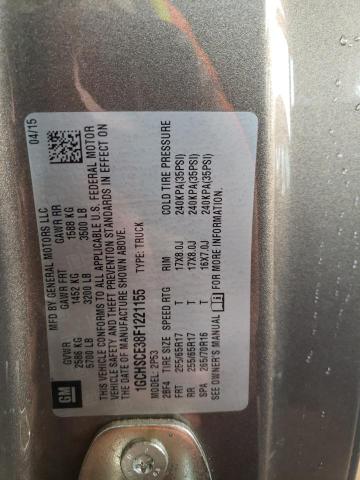 GM
MFD BY GENERAL MOTORS LLC
04/15
GVWR GAWR FRT GAWR RR
2586 KG 1452 KG 1588 KG
5700 LB 3200 LB 3500 LB
THIS VEHICLE CONFORMS TO ALL APPLICABLE U.S. FEDERAL MOTOR
VEHICLE SAFETY AND THEFT PREVENTION STANDARDS IN EFFECT ON
THE DATE OF MANUFACTURE SHOWN ABOVE.
1GCHSCE38F1221155 TYPE: TRUCK
MODEL: 2P53
2BF4 TIRE SIZE SPEED RTG RIM COLD TIRE PRESSURE
FRT 255/65R17 T 17X8.0J 240KPA(35PSI)
RR 255/65R17 T 17X8.0J 240KPA(35PSI)
SPA 265/70R16 T 16X7.0J 240KPA(35PSI)
SEE OWNER'S MANUAL FOR MORE INFORMATION.